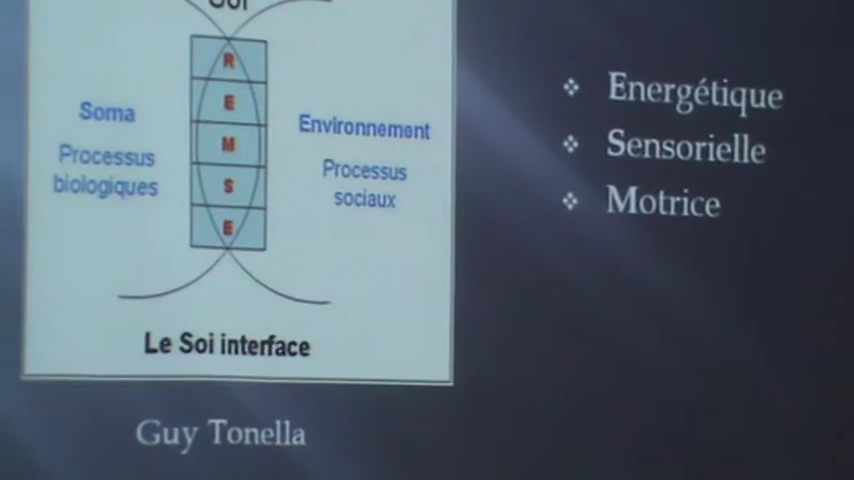 Soi
R
E
M
S
E
Soma
Processus
biologiques
Environnement
Processus
sociaux
Le Soi interface
Guy Tonella
❖ Energétique
❖ Sensorielle
❖ Motrice